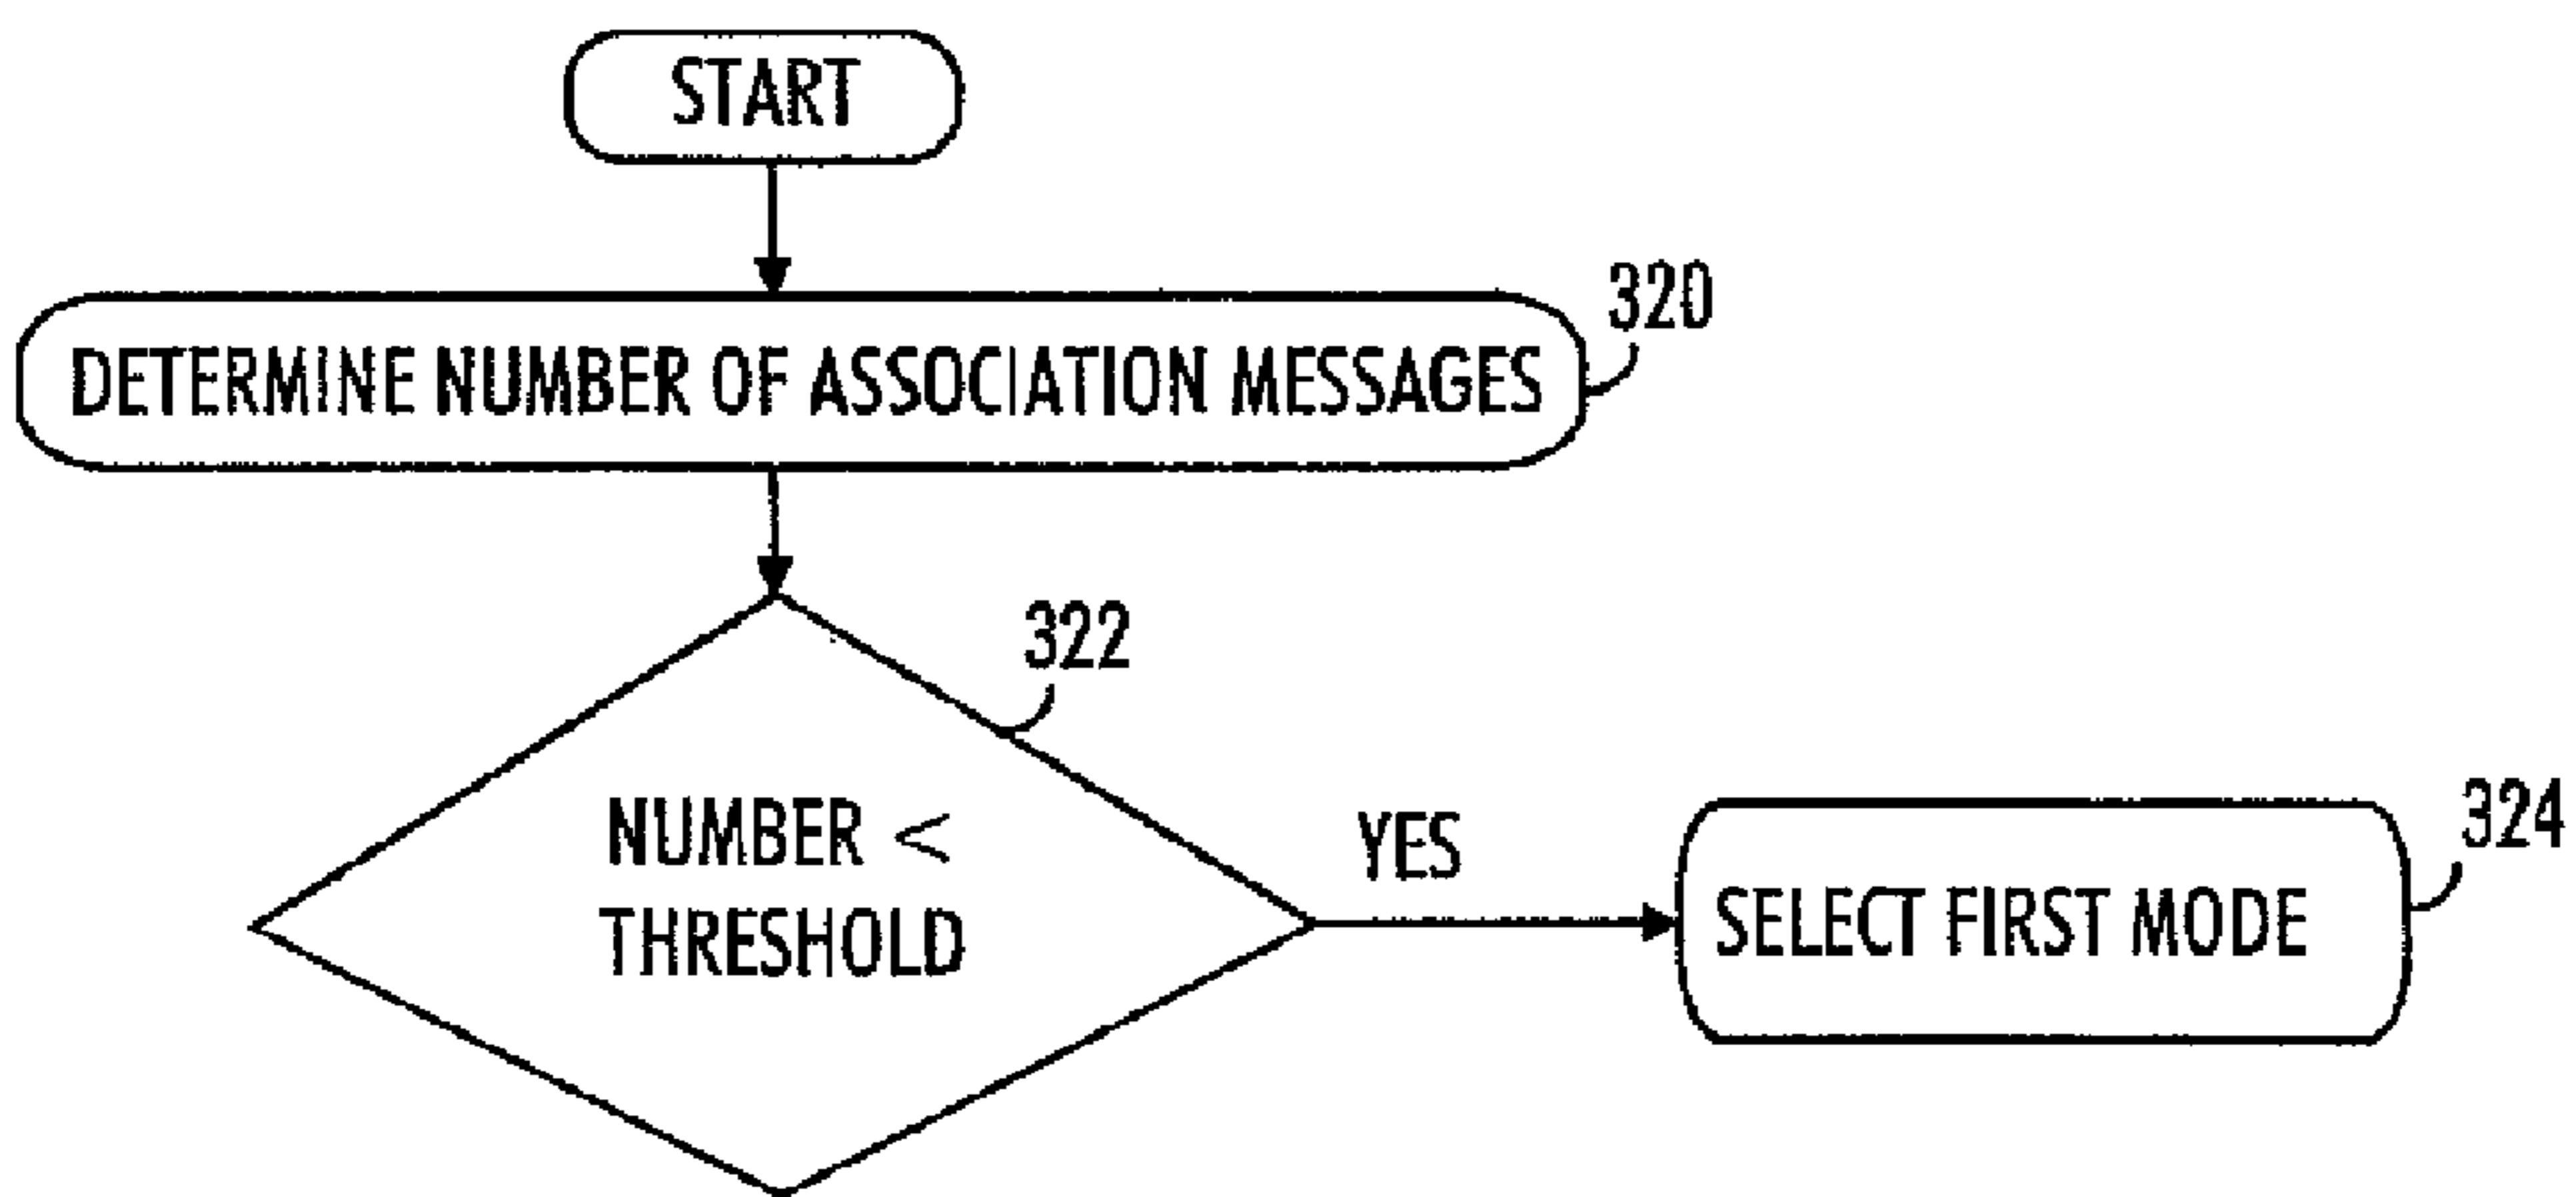 START
320
DETERMINE NUMBER OF ASSOCIATION MESSAGES
322
NUMBER <
THRESHOLD
YES
324
SELECT FIRST MODE